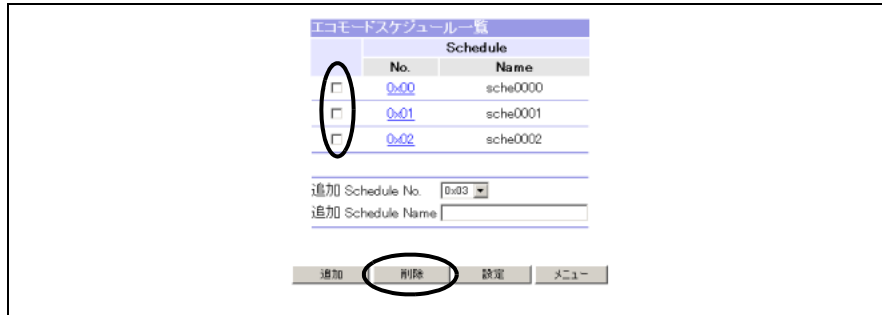 エコモードスケジュール一覧
Schedule
No. Name
0x00 sche0000
0x01 sche0001
0x02 sche0002
追加 Schedule No. 0x03
追加 Schedule Name
追加 削除 設定 メニュー